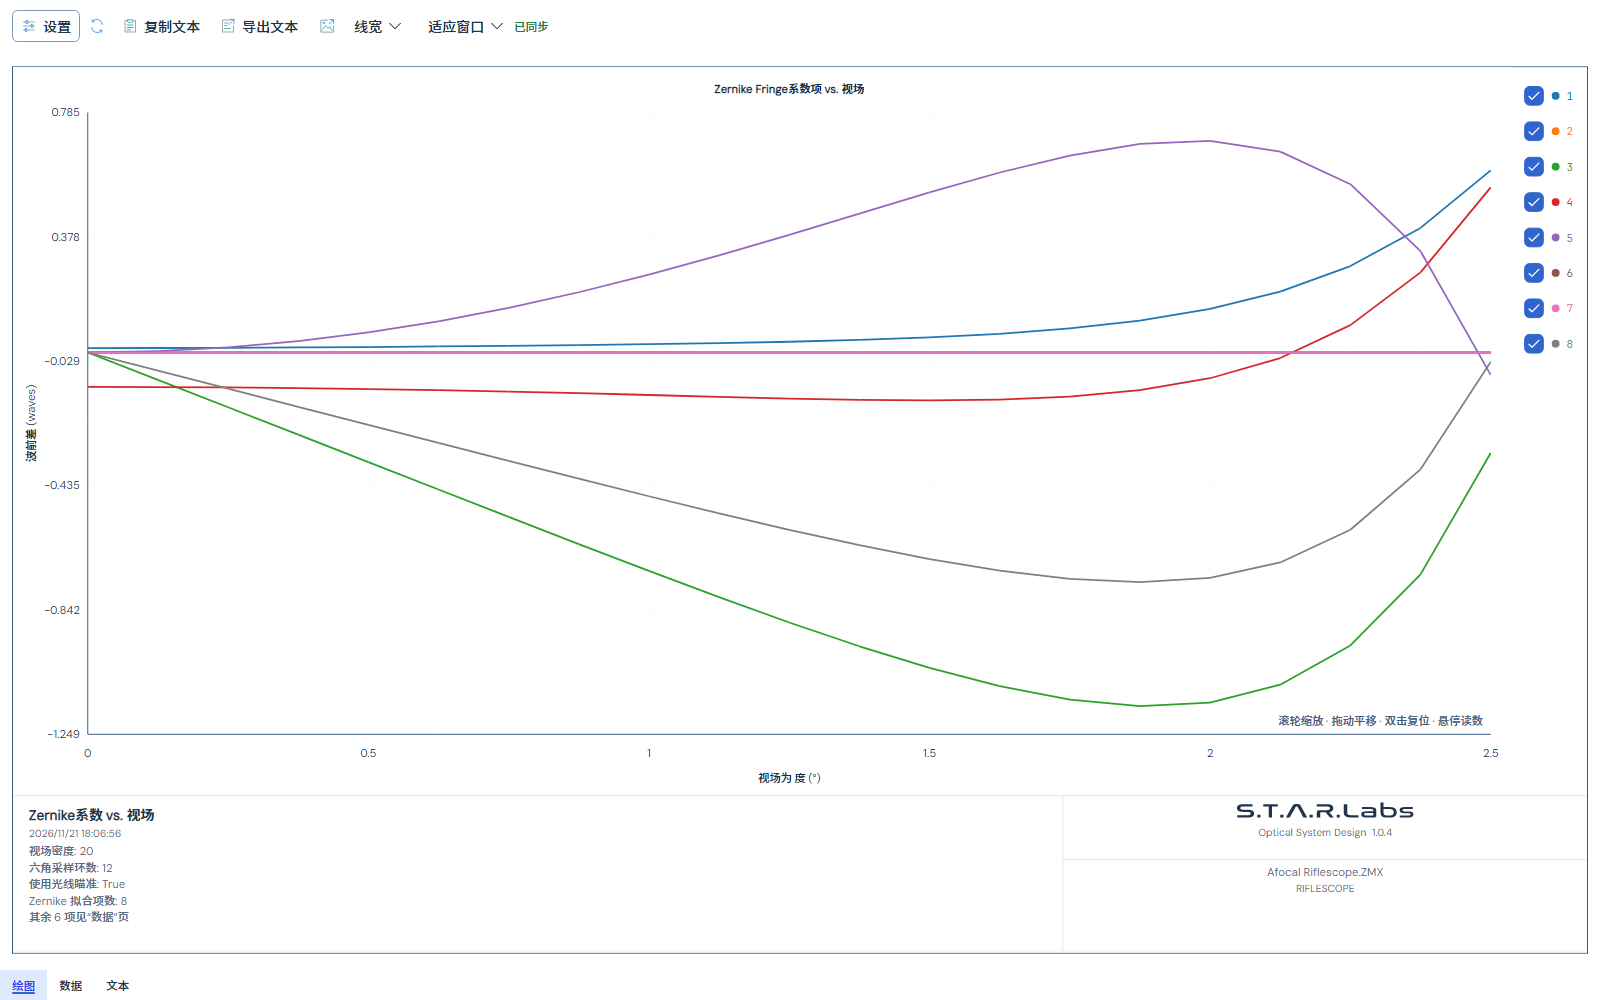 设置 复制文本 导出文本 线宽 适应窗口 已同步
Zernike Fringe系数项 vs. 视场
0.785
0.378
-0.029
-0.435
-0.842
-1.249
波前差 (waves)
0 0.5 1 1.5 2 2.5
视场为 度 (°)
滚轮缩放 · 拖动平移 · 双击复位 · 悬停读数
1
2
3
4
5
6
7
8
Zernike系数 vs. 视场
2026/11/21 18:06:56
视场密度: 20
六角采样环数: 12
使用光线瞄准: True
Zernike 拟合项数: 8
其余 6 项见“数据”页
S.T.A.R.Labs
Optical System Design 1.0.4
Afocal Riflescope.ZMX
RIFLESCOPE
绘图 数据 文本